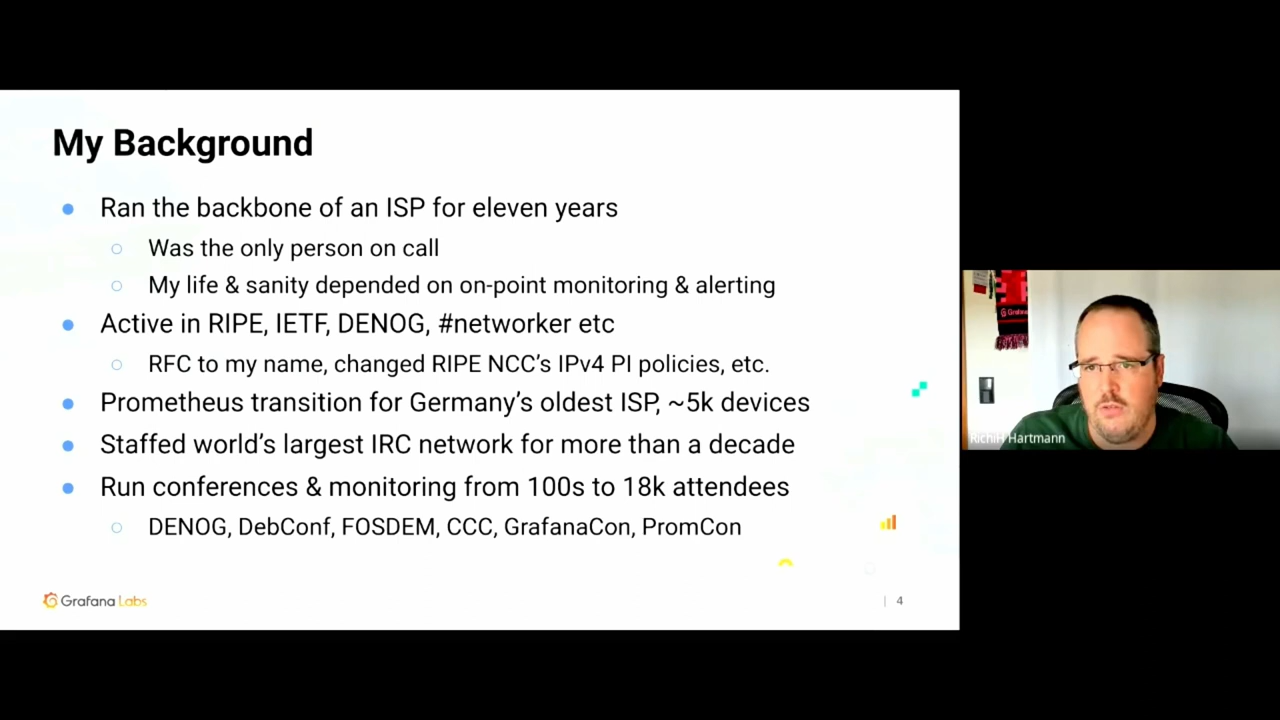 My Background
Ran the backbone of an ISP for eleven years
Was the only person on call
My life & sanity depended on on-point monitoring & alerting
Active in RIPE, IETF, DENOG, #networker etc
RFC to my name, changed RIPE NCC’s IPv4 PI policies, etc.
Prometheus transition for Germany’s oldest ISP, ~5k devices
Staffed world’s largest IRC network for more than a decade
Run conferences & monitoring from 100s to 18k attendees
DENOG, DebConf, FOSDEM, CCC, GrafanaCon, PromCon
Grafana Labs
| 4
Grafana
RichiH Hartmann